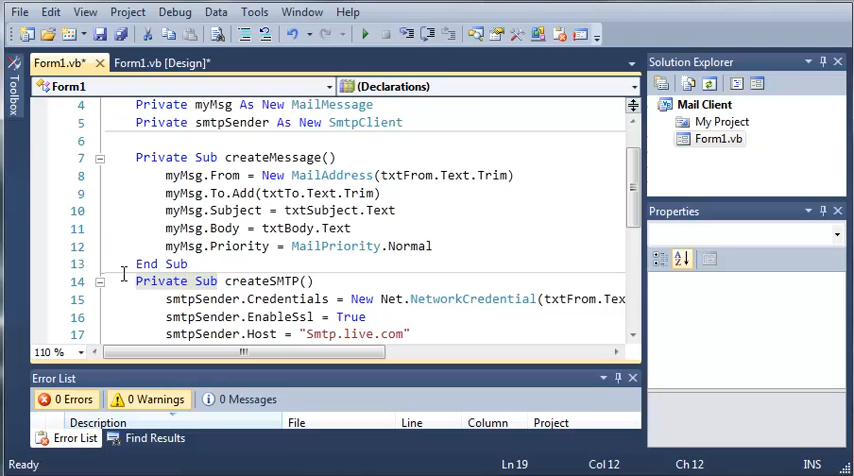 File Edit View Project Debug Data Tools Window Help
Form1.vb* Form1.vb [Design]*
Form1 (Declarations)
4 Private myMsg As New MailMessage
5 Private smtpSender As New SmtpClient
6
7 Private Sub createMessage()
8 myMsg.From = New MailAddress(txtFrom.Text.Trim)
9 myMsg.To.Add(txtTo.Text.Trim)
10 myMsg.Subject = txtSubject.Text
11 myMsg.Body = txtBody.Text
12 myMsg.Priority = MailPriority.Normal
13 End Sub
14 Private Sub createSMTP()
15 smtpSender.Credentials = New Net.NetworkCredential(txtFrom.Tex
16 smtpSender.EnableSsl = True
17 smtpSender.Host = "Smtp.live.com"
110 %
Toolbox
Solution Explorer
Mail Client
My Project
Form1.vb
Properties
Error List
0 Errors 0 Warnings 0 Messages
Description File Line Column Project
Error List Find Results
Ready Ln 19 Col 12 Ch 12 INS